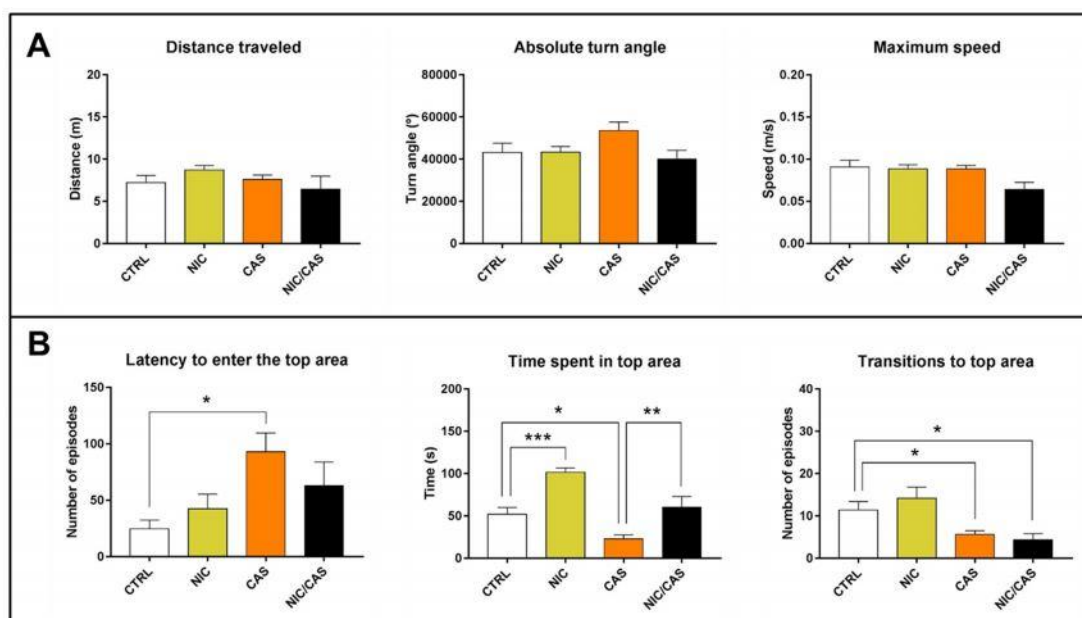 A
Distance traveled
Distance (m)
20
15
10
5
0
CTRL
NIC
CAS
NIC/CAS
Absolute turn angle
Turn angle (º)
80000
60000
40000
20000
0
CTRL
NIC
CAS
NIC/CAS
Maximum speed
Speed (m/s)
0.20
0.15
0.10
0.05
0.00
CTRL
NIC
CAS
NIC/CAS
B
Latency to enter the top area
Number of episodes
150
100
50
0
*
CTRL
NIC
CAS
NIC/CAS
Time spent in top area
Time (s)
200
150
100
50
0
*
**
***
CTRL
NIC
CAS
NIC/CAS
Transitions to top area
Number of episodes
40
30
20
10
0
*
*
CTRL
NIC
CAS
NIC/CAS